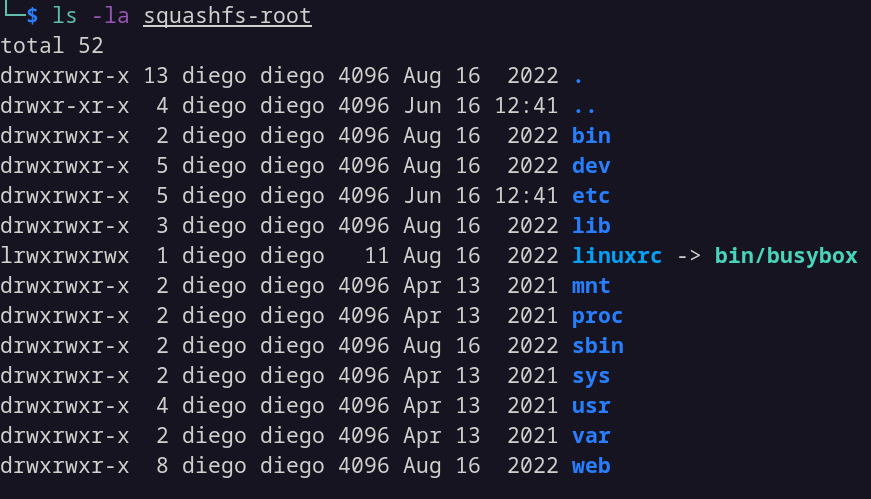 └─$ ls -la squashfs-root
total 52
drwxrwxr-x 13 diego diego 4096 Aug 16  2022 .
drwxr-xr-x  4 diego diego 4096 Jun 16 12:41 ..
drwxrwxr-x  2 diego diego 4096 Aug 16  2022 bin
drwxrwxr-x  5 diego diego 4096 Aug 16  2022 dev
drwxrwxr-x  5 diego diego 4096 Jun 16 12:41 etc
drwxrwxr-x  3 diego diego 4096 Aug 16  2022 lib
lrwxrwxrwx  1 diego diego   11 Aug 16  2022 linuxrc -> bin/busybox
drwxrwxr-x  2 diego diego 4096 Apr 13  2021 mnt
drwxrwxr-x  2 diego diego 4096 Apr 13  2021 proc
drwxrwxr-x  2 diego diego 4096 Aug 16  2022 sbin
drwxrwxr-x  2 diego diego 4096 Apr 13  2021 sys
drwxrwxr-x  4 diego diego 4096 Apr 13  2021 usr
drwxrwxr-x  2 diego diego 4096 Apr 13  2021 var
drwxrwxr-x  8 diego diego 4096 Aug 16  2022 web